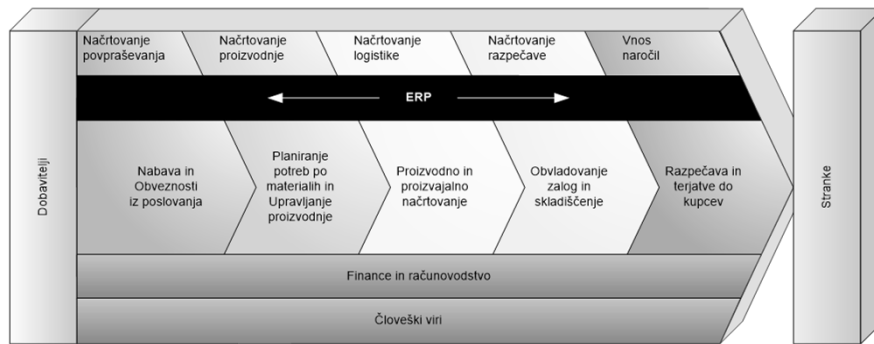 Dobavitelji
Načrtovanje
povpraševanja
Načrtovanje
proizvodnje
Načrtovanje
logistike
Načrtovanje
razpečave
Vnos
naročil
ERP
Nabava in
Obveznosti
iz poslovanja
Planiranje
potreb po
materialih in
Upravljanje
proizvodnje
Proizvodno in
proizvajalno
načrtovanje
Obvladovanje
zalog in
skladiščenje
Razpečava in
terjatve do
kupcev
Finance in računovodstvo
Človeški viri
Stranke